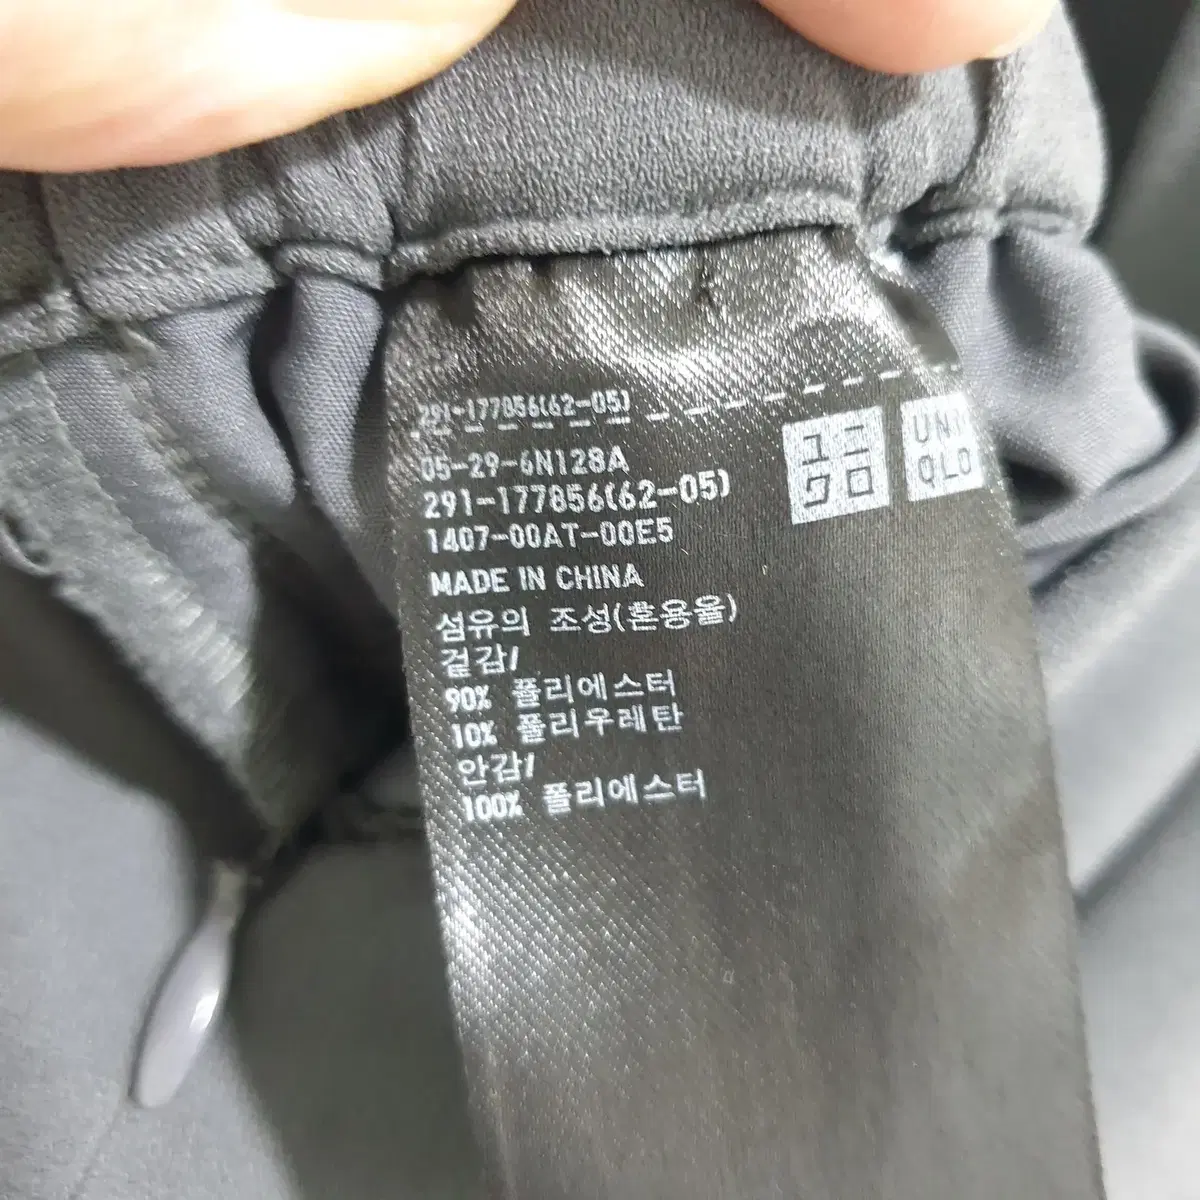 291-177856(62-05)
05-29-6N128A
291-177856(62-05)
1407-00AT-00E5
MADE IN CHINA
섬유의 조성(혼용율)
겉감/
90% 폴리에스터
10% 폴리우레탄
안감/
100% 폴리에스터
ユニ
クロ
UNI
QLO